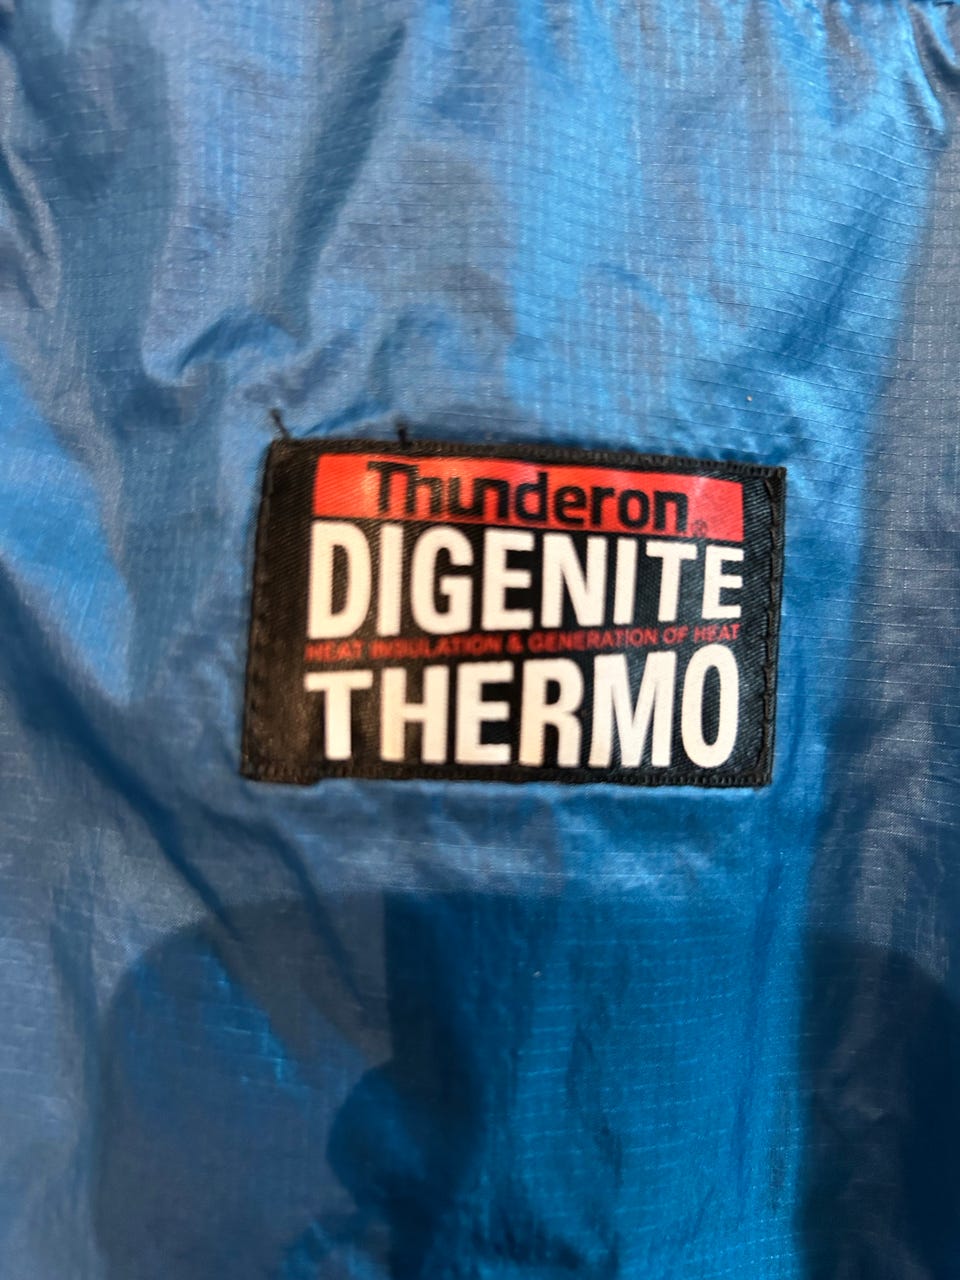 Thunderon®
DIGENITE
HEAT INSULATION & GENERATION OF HEAT
THERMO